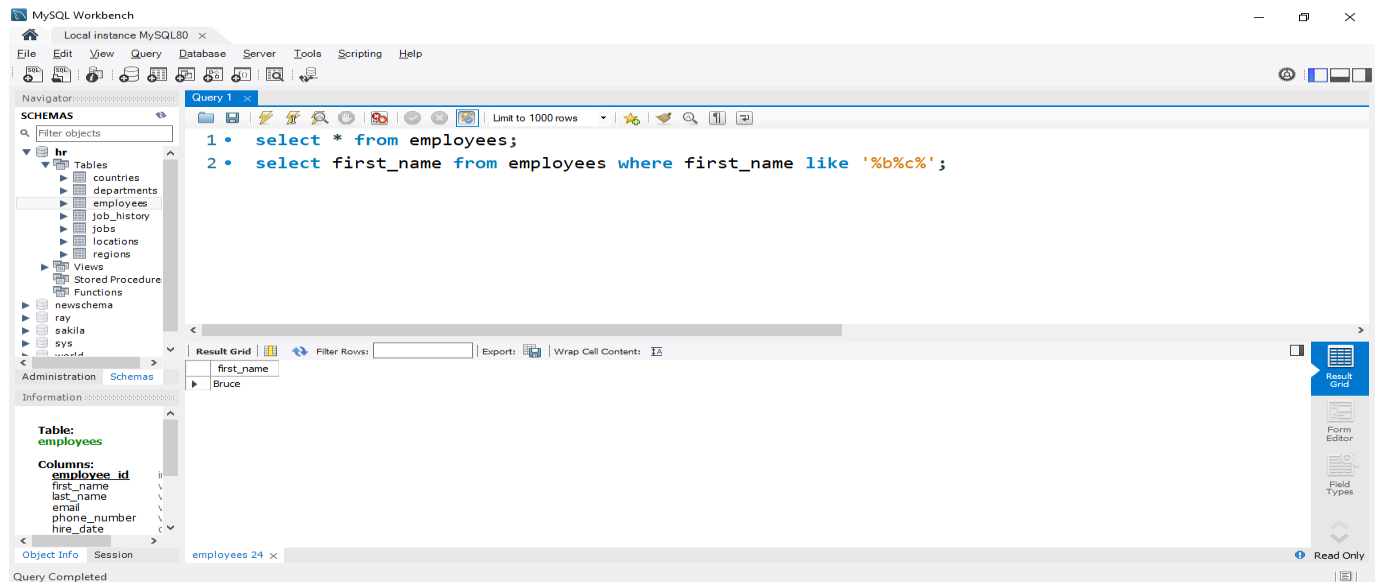 MySQL Workbench
Local instance MySQL80
File Edit View Query Database Server Tools Scripting Help
Navigator
SCHEMAS
Filter objects
hr
Tables
countries
departments
employees
job_history
jobs
locations
regions
Views
Stored Procedure
Functions
newschema
ray
sakila
sys
world
Administration Schemas
Information
Table:
employees
Columns:
employee_id
first_name
last_name
email
phone_number
hire_date
Object Info Session
Query Completed
Query 1
Limit to 1000 rows
1 select * from employees;
2 select first_name from employees where first_name like '%b%c%';
Result Grid Filter Rows: Export: Wrap Cell Content: IA
first_name
Bruce
Result
Grid
Form
Editor
Field
Types
employees 24
Read Only